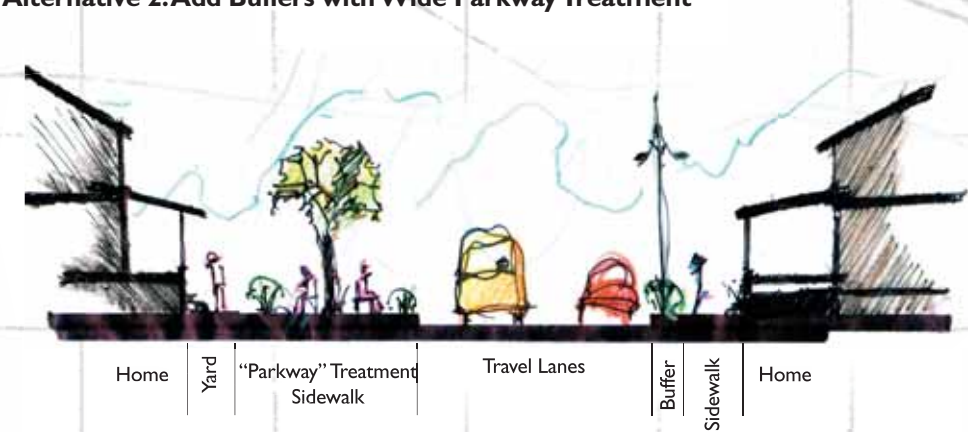 Alternative 2: Add Buffers with Wide Parkway Treatment
Home
Yard
“Parkway” Treatment
Sidewalk
Travel Lanes
Buffer
Sidewalk
Home